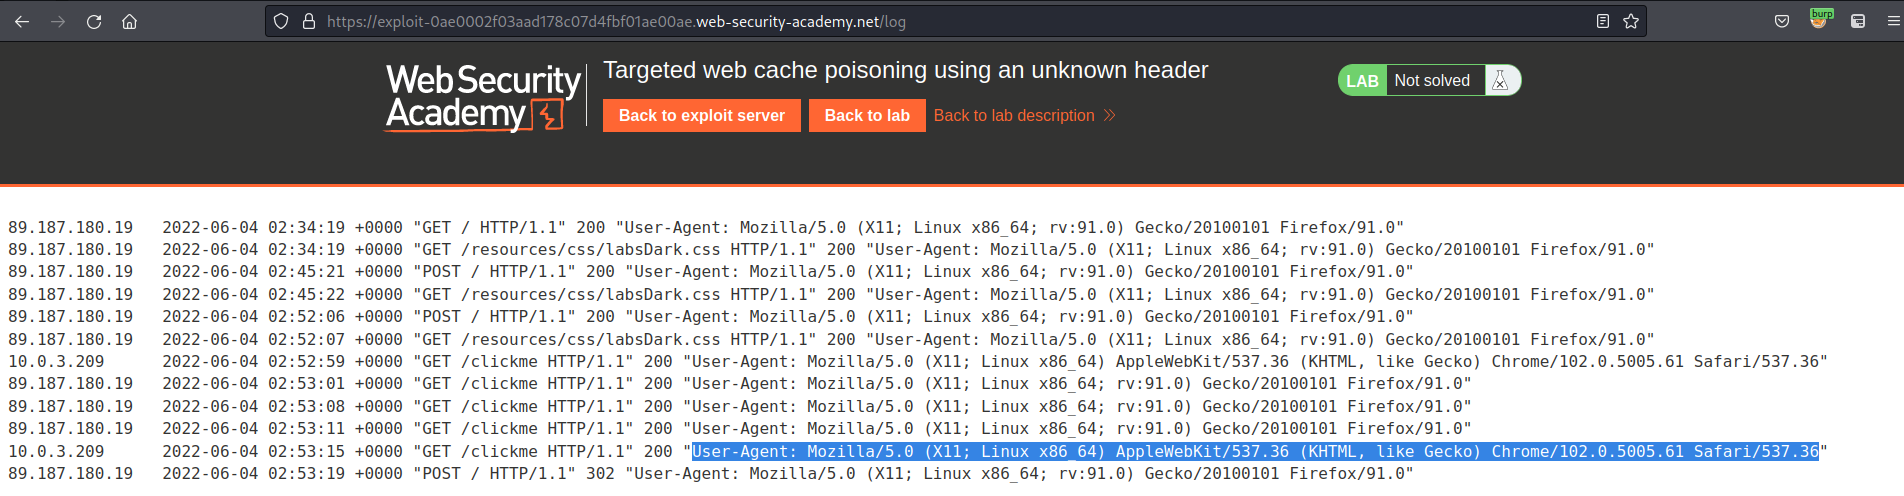 https://exploit-0ae0002f03aad178c07d4fbf01ae00ae.web-security-academy.net/log
burp
WebSecurity
Academy
Targeted web cache poisoning using an unknown header
Back to exploit server
Back to lab
Back to lab description
LAB
Not solved
89.187.180.19 2022-06-04 02:34:19 +0000 "GET / HTTP/1.1" 200 "User-Agent: Mozilla/5.0 (X11; Linux x86_64; rv:91.0) Gecko/20100101 Firefox/91.0"
89.187.180.19 2022-06-04 02:34:19 +0000 "GET /resources/css/labsDark.css HTTP/1.1" 200 "User-Agent: Mozilla/5.0 (X11; Linux x86_64; rv:91.0) Gecko/20100101 Firefox/91.0"
89.187.180.19 2022-06-04 02:45:21 +0000 "POST / HTTP/1.1" 200 "User-Agent: Mozilla/5.0 (X11; Linux x86_64; rv:91.0) Gecko/20100101 Firefox/91.0"
89.187.180.19 2022-06-04 02:45:22 +0000 "GET /resources/css/labsDark.css HTTP/1.1" 200 "User-Agent: Mozilla/5.0 (X11; Linux x86_64; rv:91.0) Gecko/20100101 Firefox/91.0"
89.187.180.19 2022-06-04 02:52:06 +0000 "POST / HTTP/1.1" 200 "User-Agent: Mozilla/5.0 (X11; Linux x86_64; rv:91.0) Gecko/20100101 Firefox/91.0"
89.187.180.19 2022-06-04 02:52:07 +0000 "GET /resources/css/labsDark.css HTTP/1.1" 200 "User-Agent: Mozilla/5.0 (X11; Linux x86_64; rv:91.0) Gecko/20100101 Firefox/91.0"
10.0.3.209 2022-06-04 02:52:59 +0000 "GET /clickme HTTP/1.1" 200 "User-Agent: Mozilla/5.0 (X11; Linux x86_64) AppleWebKit/537.36 (KHTML, like Gecko) Chrome/102.0.5005.61 Safari/537.36"
89.187.180.19 2022-06-04 02:53:01 +0000 "GET /clickme HTTP/1.1" 200 "User-Agent: Mozilla/5.0 (X11; Linux x86_64; rv:91.0) Gecko/20100101 Firefox/91.0"
89.187.180.19 2022-06-04 02:53:08 +0000 "GET /clickme HTTP/1.1" 200 "User-Agent: Mozilla/5.0 (X11; Linux x86_64; rv:91.0) Gecko/20100101 Firefox/91.0"
89.187.180.19 2022-06-04 02:53:11 +0000 "GET /clickme HTTP/1.1" 200 "User-Agent: Mozilla/5.0 (X11; Linux x86_64; rv:91.0) Gecko/20100101 Firefox/91.0"
10.0.3.209 2022-06-04 02:53:15 +0000 "GET /clickme HTTP/1.1" 200 "User-Agent: Mozilla/5.0 (X11; Linux x86_64) AppleWebKit/537.36 (KHTML, like Gecko) Chrome/102.0.5005.61 Safari/537.36"
89.187.180.19 2022-06-04 02:53:19 +0000 "POST / HTTP/1.1" 302 "User-Agent: Mozilla/5.0 (X11; Linux x86_64; rv:91.0) Gecko/20100101 Firefox/91.0"